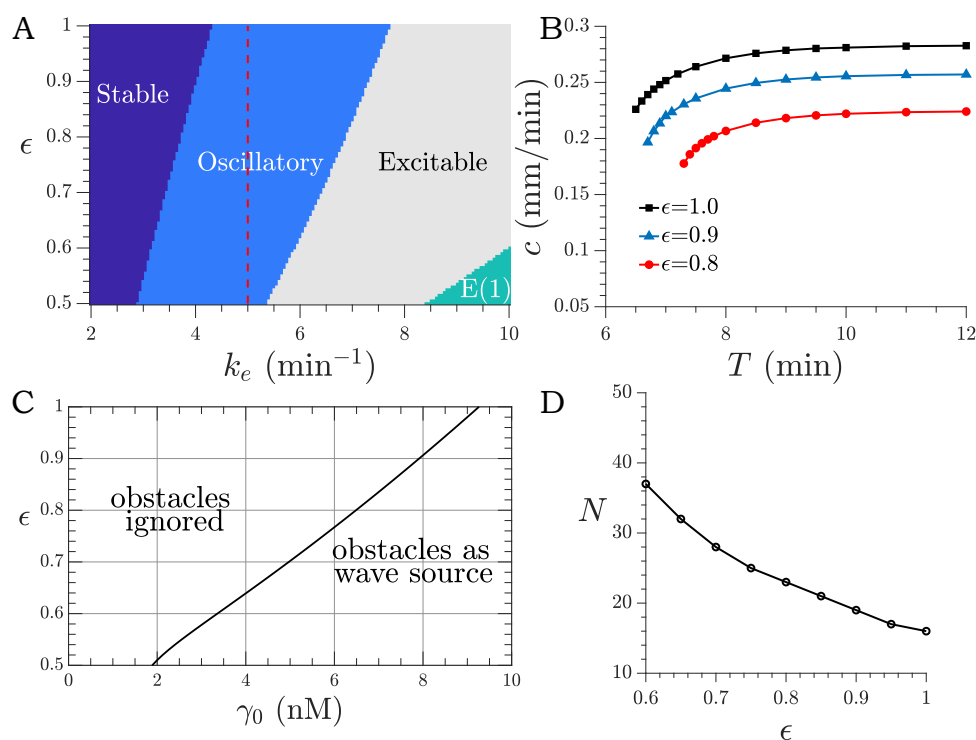 A
1
0.9
0.8
0.7
0.6
0.5
ϵ
Stable
Oscillatory
Excitable
E(1)
2
4
6
8
10
k_e (min⁻¹)
B
0.3
0.25
0.2
0.15
0.1
0.05
c (mm/min)
ϵ=1.0
ϵ=0.9
ϵ=0.8
6
8
10
12
T (min)
C
1
0.9
0.8
0.7
0.6
0.5
ϵ
obstacles
ignored
obstacles as
wave source
0
2
4
6
8
10
γ₀ (nM)
D
50
40
30
20
10
N
0.6
0.7
0.8
0.9
1
ϵ